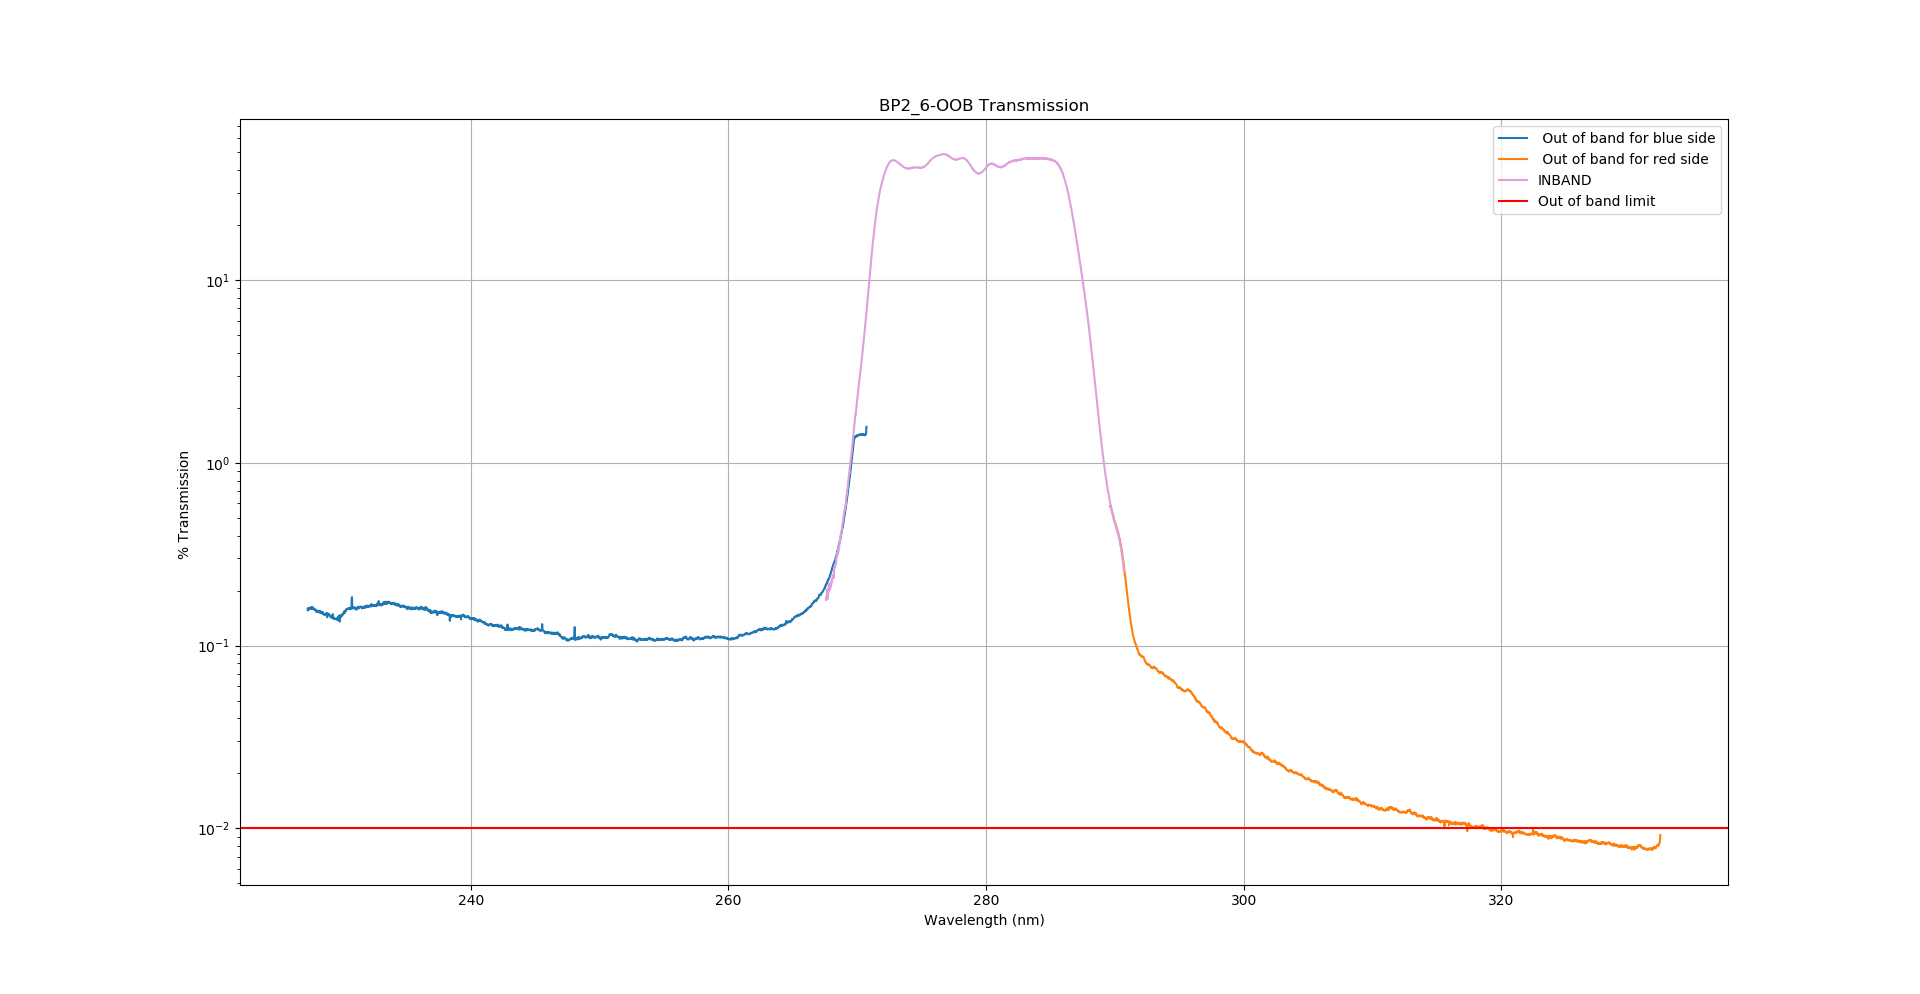 BP2_6-OOB Transmission
Out of band for blue side
Out of band for red side
INBAND
Out of band limit
% Transmission
10¹
10⁰
10⁻¹
10⁻²
240 260 280 300 320
Wavelength (nm)